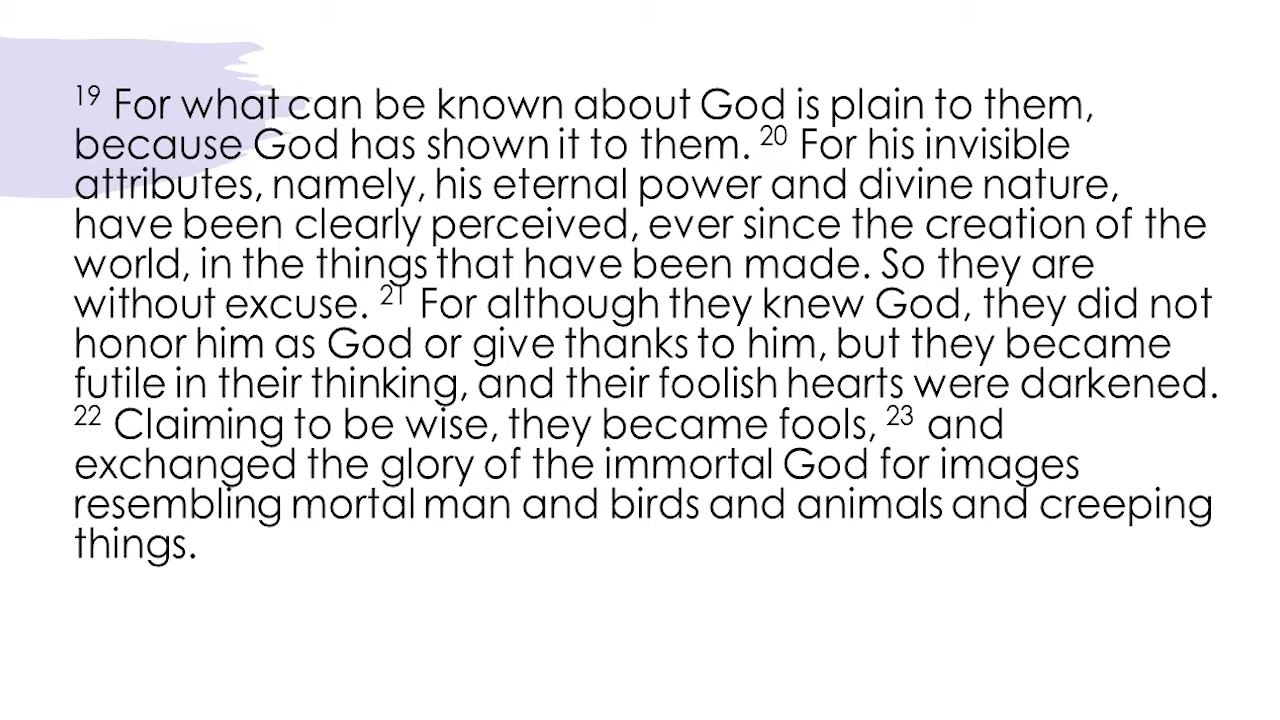 19 For what can be known about God is plain to them,
because God has shown it to them. 20 For his invisible
attributes, namely, his eternal power and divine nature,
have been clearly perceived, ever since the creation of the
world, in the things that have been made. So they are
without excuse. 21 For although they knew God, they did not
honor him as God or give thanks to him, but they became
futile in their thinking, and their foolish hearts were darkened.
22 Claiming to be wise, they became fools, 23 and
exchanged the glory of the immortal God for images
resembling mortal man and birds and animals and creeping
things.